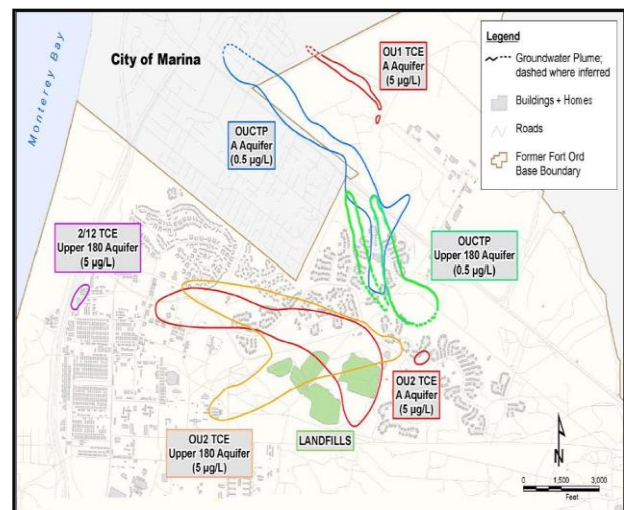 City of Marina
Monterey Bay
OU1 TCE
A Aquifer
(5 µg/L)
Legend
Groundwater Plume;
dashed where inferred
Buildings + Homes
Roads
Former Fort Ord
Base Boundary
OUCTP
A Aquifer
(0.5 µg/L)
2/12 TCE
Upper 180 Aquifer
(5 µg/L)
OUCTP
Upper 180 Aquifer
(0.5 µg/L)
OU2 TCE
A Aquifer
(5 µg/L)
OU2 TCE
Upper 180 Aquifer
(5 µg/L)
LANDFILLS
N
0 1,500 3,000
Feet